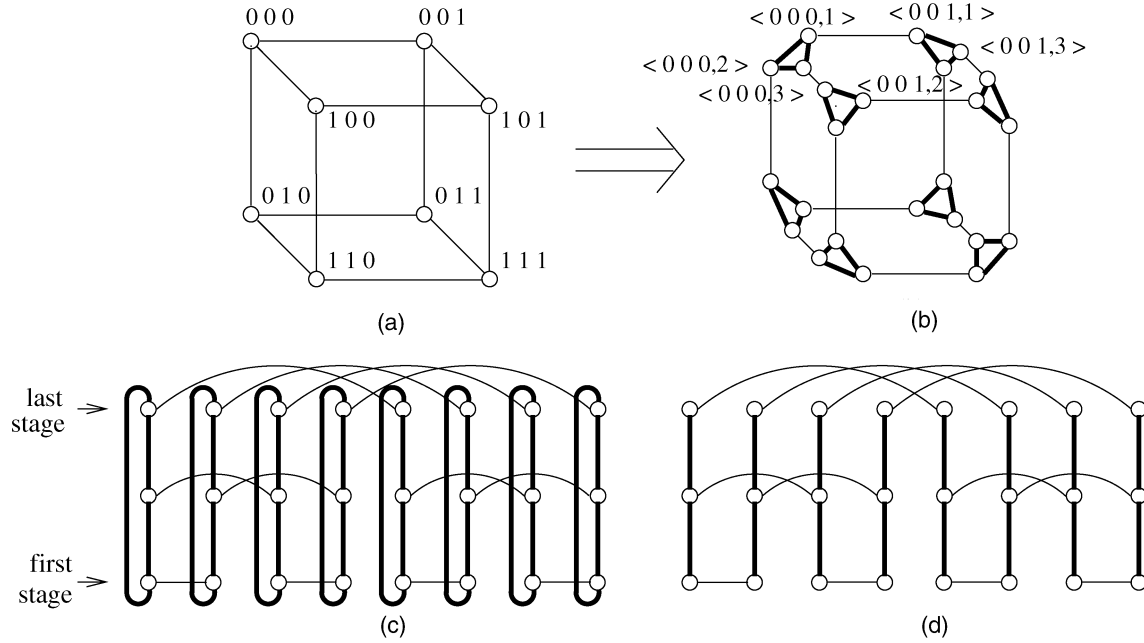 0 0 0
0 0 1
1 0 0
1 0 1
0 1 0
0 1 1
1 1 0
1 1 1
(a)
< 0 0 0,1 >
< 0 0 1,1 >
< 0 0 1,3 >
< 0 0 0,2 >
< 0 0 0,3 >
< 0 0 1,2 >
(b)
last
stage
first
stage
(c)
(d)